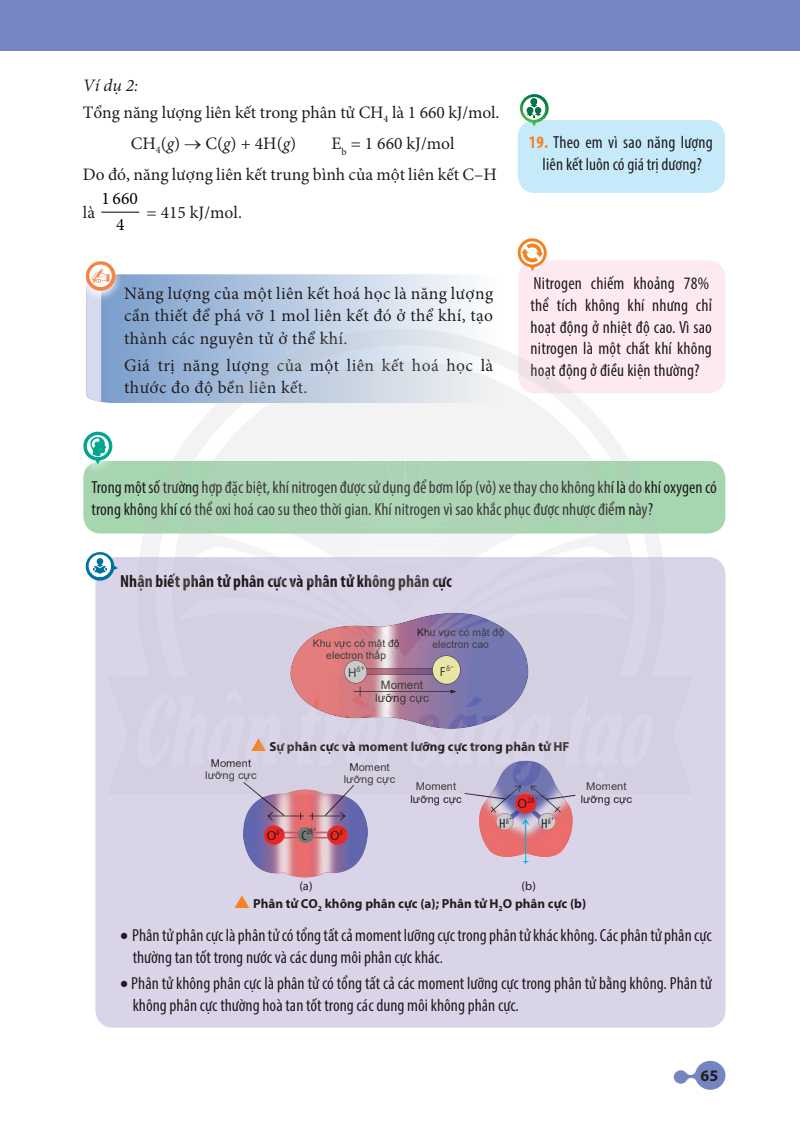 Ví dụ 2:
Tổng năng lượng liên kết trong phân tử CH₄ là 1 660 kJ/mol.
CH₄(g) → C(g) + 4H(g) E_b = 1 660 kJ/mol
Do đó, năng lượng liên kết trung bình của một liên kết C–H
là 1 660/4 = 415 kJ/mol.
19. Theo em vì sao năng lượng
liên kết luôn có giá trị dương?
Năng lượng của một liên kết hoá học là năng lượng
cần thiết để phá vỡ 1 mol liên kết đó ở thể khí, tạo
thành các nguyên tử ở thể khí.
Giá trị năng lượng của một liên kết hoá học là
thước đo độ bền liên kết.
Nitrogen chiếm khoảng 78%
thể tích không khí nhưng chỉ
hoạt động ở nhiệt độ cao. Vì sao
nitrogen là một chất khí không
hoạt động ở điều kiện thường?
Trong một số trường hợp đặc biệt, khí nitrogen được sử dụng để bơm lốp (vỏ) xe thay cho không khí là do khí oxygen có
trong không khí có thể oxi hoá cao su theo thời gian. Khí nitrogen vì sao khắc phục được nhược điểm này?
Nhận biết phân tử phân cực và phân tử không phân cực
Khu vực có mật độ
electron thấp
Khu vực có mật độ
electron cao
Hδ+
Fδ−
Moment
lưỡng cực
Chân trời sáng tạo
▲ Sự phân cực và moment lưỡng cực trong phân tử HF
Moment
lưỡng cực
Moment
lưỡng cực
Moment
lưỡng cực
Moment
lưỡng cực
O C O
O
H H
(a)
(b)
▲ Phân tử CO₂ không phân cực (a); Phân tử H₂O phân cực (b)
• Phân tử phân cực là phân tử có tổng tất cả moment lưỡng cực trong phân tử khác không. Các phân tử phân cực
thường tan tốt trong nước và các dung môi phân cực khác.
• Phân tử không phân cực là phân tử có tổng tất cả các moment lưỡng cực trong phân tử bằng không. Phân tử
không phân cực thường hoà tan tốt trong các dung môi không phân cực.
65